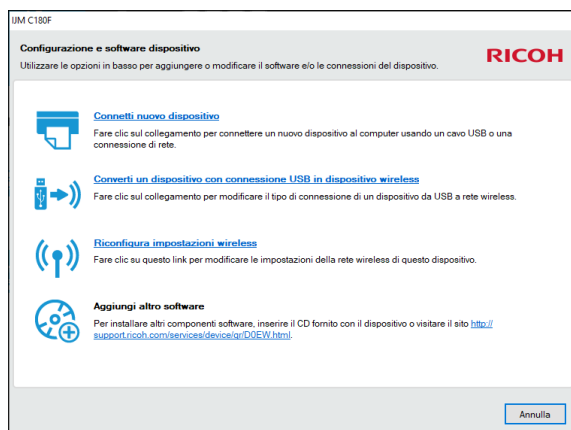 IJM C180F
Configurazione e software dispositivo
Utilizzare le opzioni in basso per aggiungere o modificare il software e/o le connessioni del dispositivo.
RICOH
Connetti nuovo dispositivo
Fare clic sul collegamento per connettere un nuovo dispositivo al computer usando un cavo USB o una
connessione di rete.
Converti un dispositivo con connessione USB in dispositivo wireless
Fare clic sul collegamento per modificare il tipo di connessione di un dispositivo da USB a rete wireless.
Riconfigura impostazioni wireless
Fare clic su questo link per modificare le impostazioni della rete wireless di questo dispositivo.
Aggiungi altro software
Per installare altri componenti software, inserire il CD fornito con il dispositivo o visitare il sito http://
support.ricoh.com/services/device/qr/D0EW.html.
Annulla